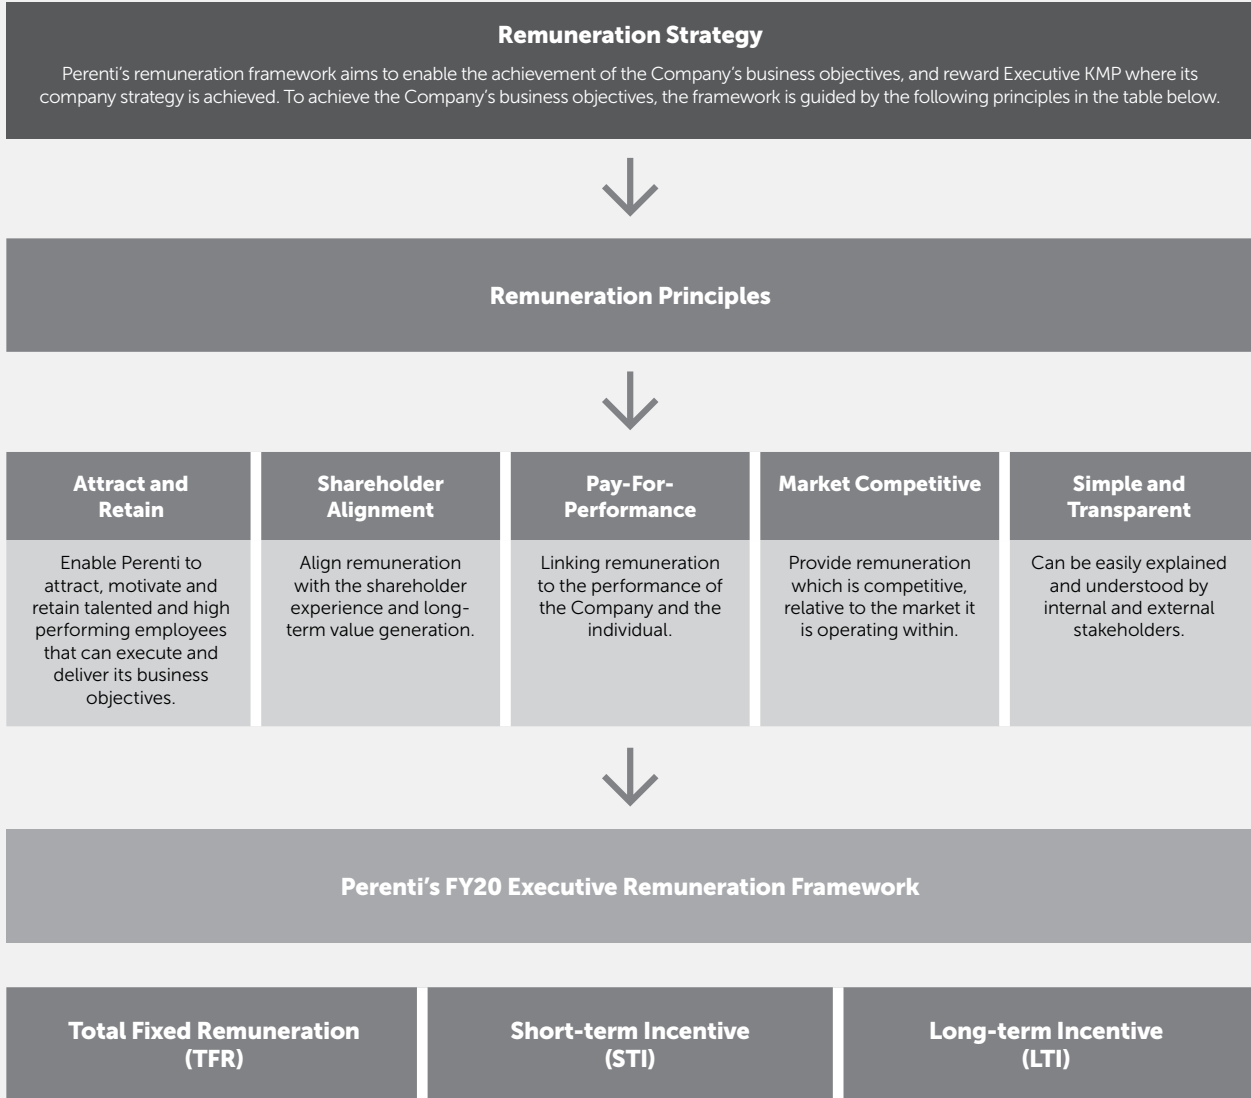 Remuneration Strategy
Perenti’s remuneration framework aims to enable the achievement of the Company’s business objectives, and reward Executive KMP where its
company strategy is achieved. To achieve the Company’s business objectives, the framework is guided by the following principles in the table below.
Remuneration Principles
Attract and
Retain
Enable Perenti to
attract, motivate and
retain talented and high
performing employees
that can execute and
deliver its business
objectives.
Shareholder
Alignment
Align remuneration
with the shareholder
experience and long-
term value generation.
Pay-For-
Performance
Linking remuneration
to the performance of
the Company and the
individual.
Market Competitive
Provide remuneration
which is competitive,
relative to the market it
is operating within.
Simple and
Transparent
Can be easily explained
and understood by
internal and external
stakeholders.
Perenti’s FY20 Executive Remuneration Framework
Total Fixed Remuneration
(TFR)
Short-term Incentive
(STI)
Long-term Incentive
(LTI)